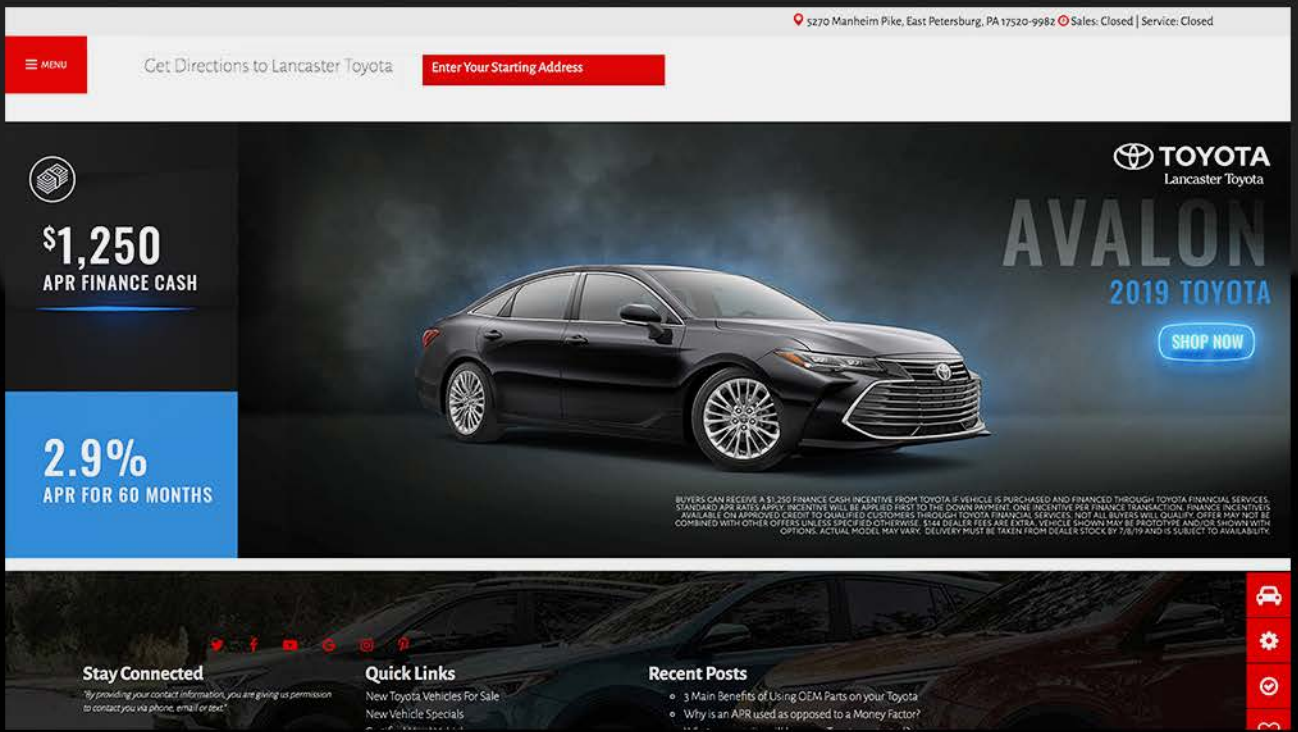 5270 Manheim Pike, East Petersburg, PA 17520-9982 Sales: Closed | Service: Closed
MENU
Get Directions to Lancaster Toyota
Enter Your Starting Address
TOYOTA
Lancaster Toyota
AVALON
2019 TOYOTA
SHOP NOW
$1,250
APR FINANCE CASH
2.9%
APR FOR 60 MONTHS
BUYERS CAN RECEIVE A $1,250 FINANCE CASH INCENTIVE FROM TOYOTA IF VEHICLE IS PURCHASED AND FINANCED THROUGH TOYOTA FINANCIAL SERVICES.
STANDARD APR RATES APPLY. INCENTIVE WILL BE APPLIED FIRST TO THE DOWN PAYMENT. ONE INCENTIVE PER FINANCE TRANSACTION. FINANCE INCENTIVE IS
AVAILABLE ON APPROVED CREDIT TO QUALIFIED CUSTOMERS THROUGH TOYOTA FINANCIAL SERVICES. NOT ALL BUYERS WILL QUALIFY. OFFER MAY NOT BE
COMBINED WITH OTHER OFFERS UNLESS SPECIFIED OTHERWISE. $144 DEALER FEES ARE EXTRA. VEHICLE SHOWN MAY BE PROTOTYPE AND/OR SHOWN WITH
OPTIONS. ACTUAL MODEL MAY VARY. DELIVERY MUST BE TAKEN FROM DEALER STOCK BY 7/8/19 AND IS SUBJECT TO AVAILABILITY.
Stay Connected
"By providing your contact information, you are giving us permission
to contact you via phone, email or text."
Quick Links
New Toyota Vehicles For Sale
New Vehicle Specials
Recent Posts
3 Main Benefits of Using OEM Parts on your Toyota
Why is an APR used as opposed to a Money Factor?